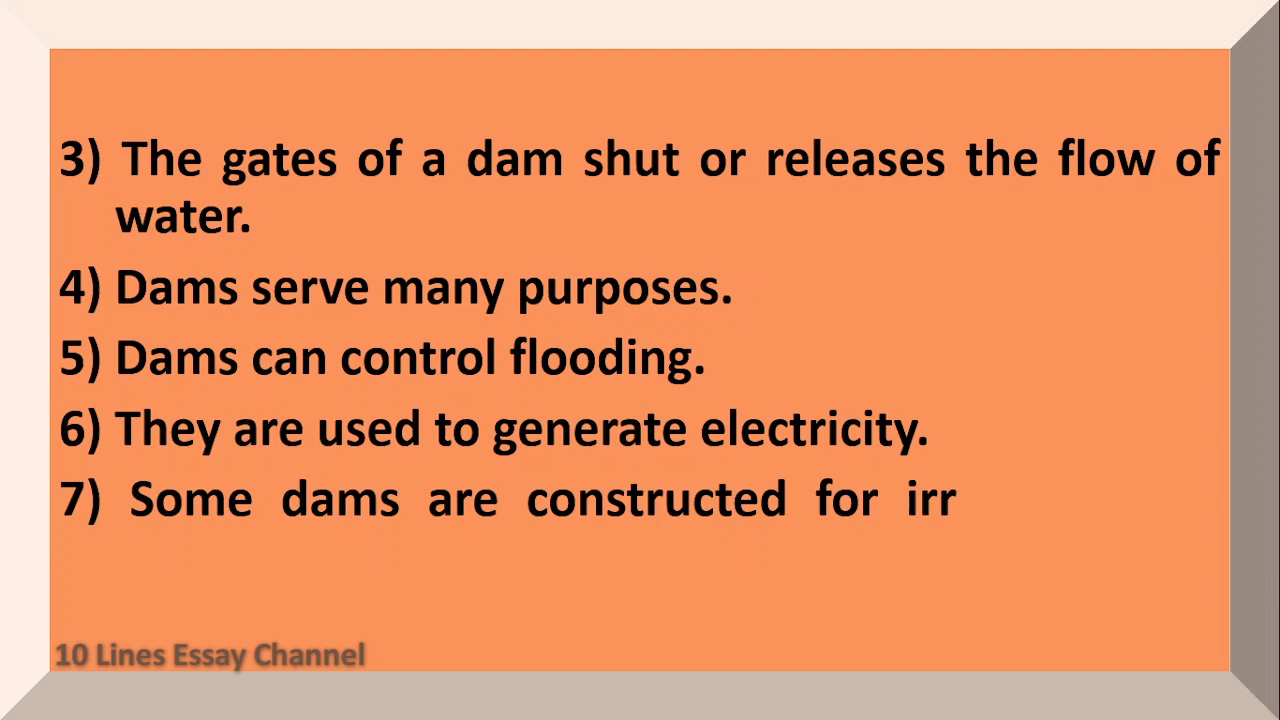 3) The gates of a dam shut or releases the flow of
water.
4) Dams serve many purposes.
5) Dams can control flooding.
6) They are used to generate electricity.
7) Some dams are constructed for irr
10 Lines Essay Channel